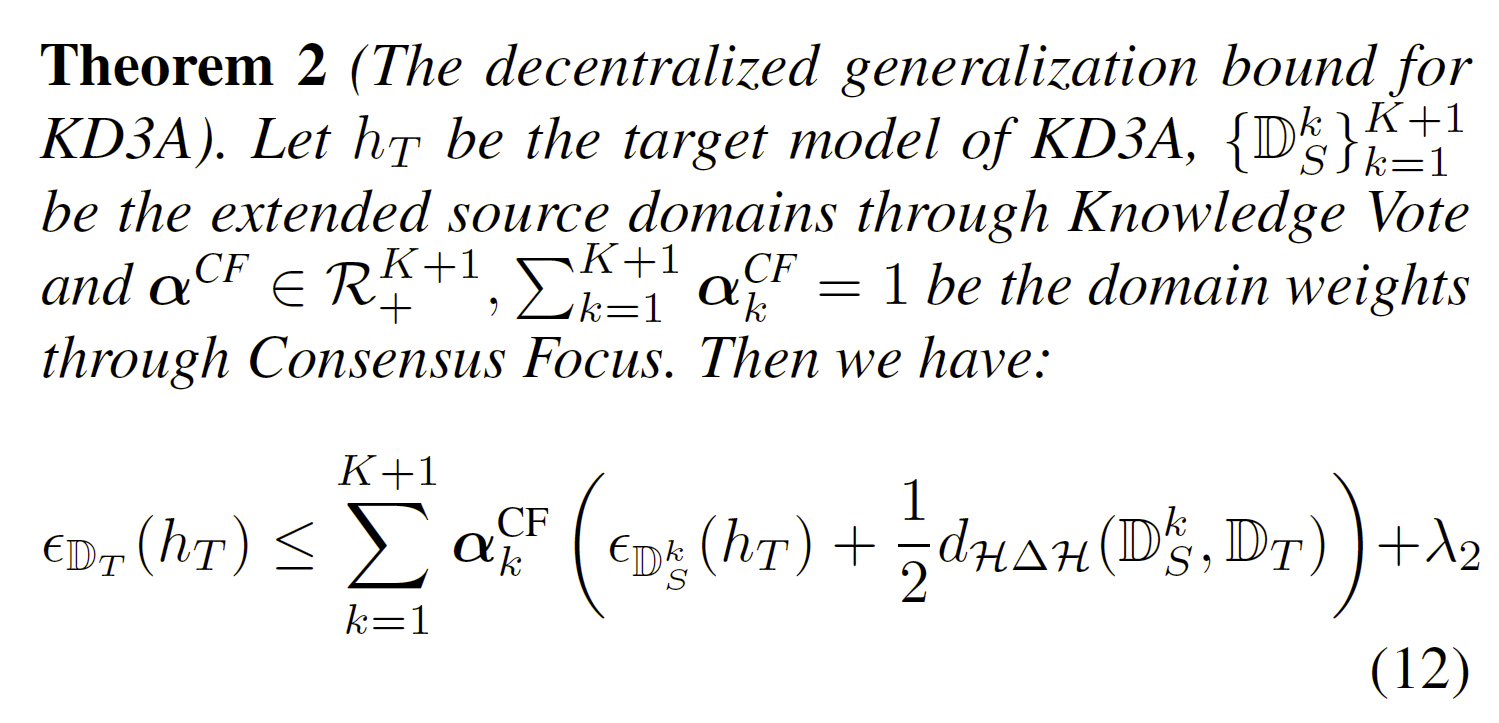 Theorem 2 (The decentralized generalization bound for
KD3A). Let $h_T$ be the target model of KD3A, $\{\mathbb{D}_S^k\}_{k=1}^{K+1}$
be the extended source domains through Knowledge Vote
and $\boldsymbol{\alpha}^{CF} \in \mathcal{R}_+^{K+1}, \sum_{k=1}^{K+1} \boldsymbol{\alpha}_k^{CF} = 1$ be the domain weights
through Consensus Focus. Then we have:
$\epsilon_{\mathbb{D}_T}(h_T) \leq \sum_{k=1}^{K+1} \boldsymbol{\alpha}_k^{\text{CF}} \left( \epsilon_{\mathbb{D}_S^k}(h_T) + \frac{1}{2} d_{\mathcal{H}\Delta\mathcal{H}}(\mathbb{D}_S^k, \mathbb{D}_T) \right) + \lambda_2$
(12)